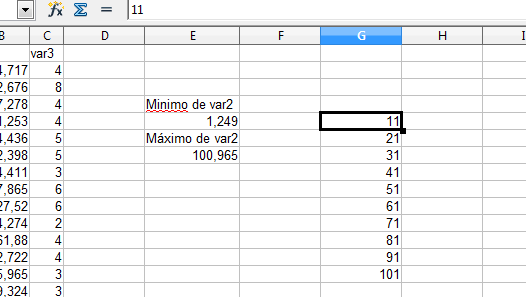 11
B C D E F G H I
var3
4,717 4
2,676 8
7,278 4 Minimo de var2
1,253 4 1,249 11
4,436 5 Máximo de var2 21
2,398 5 100,965 31
4,411 3 41
7,865 6 51
27,52 6 61
4,274 2 71
61,88 4 81
2,722 4 91
5,965 3 101
9,324 3